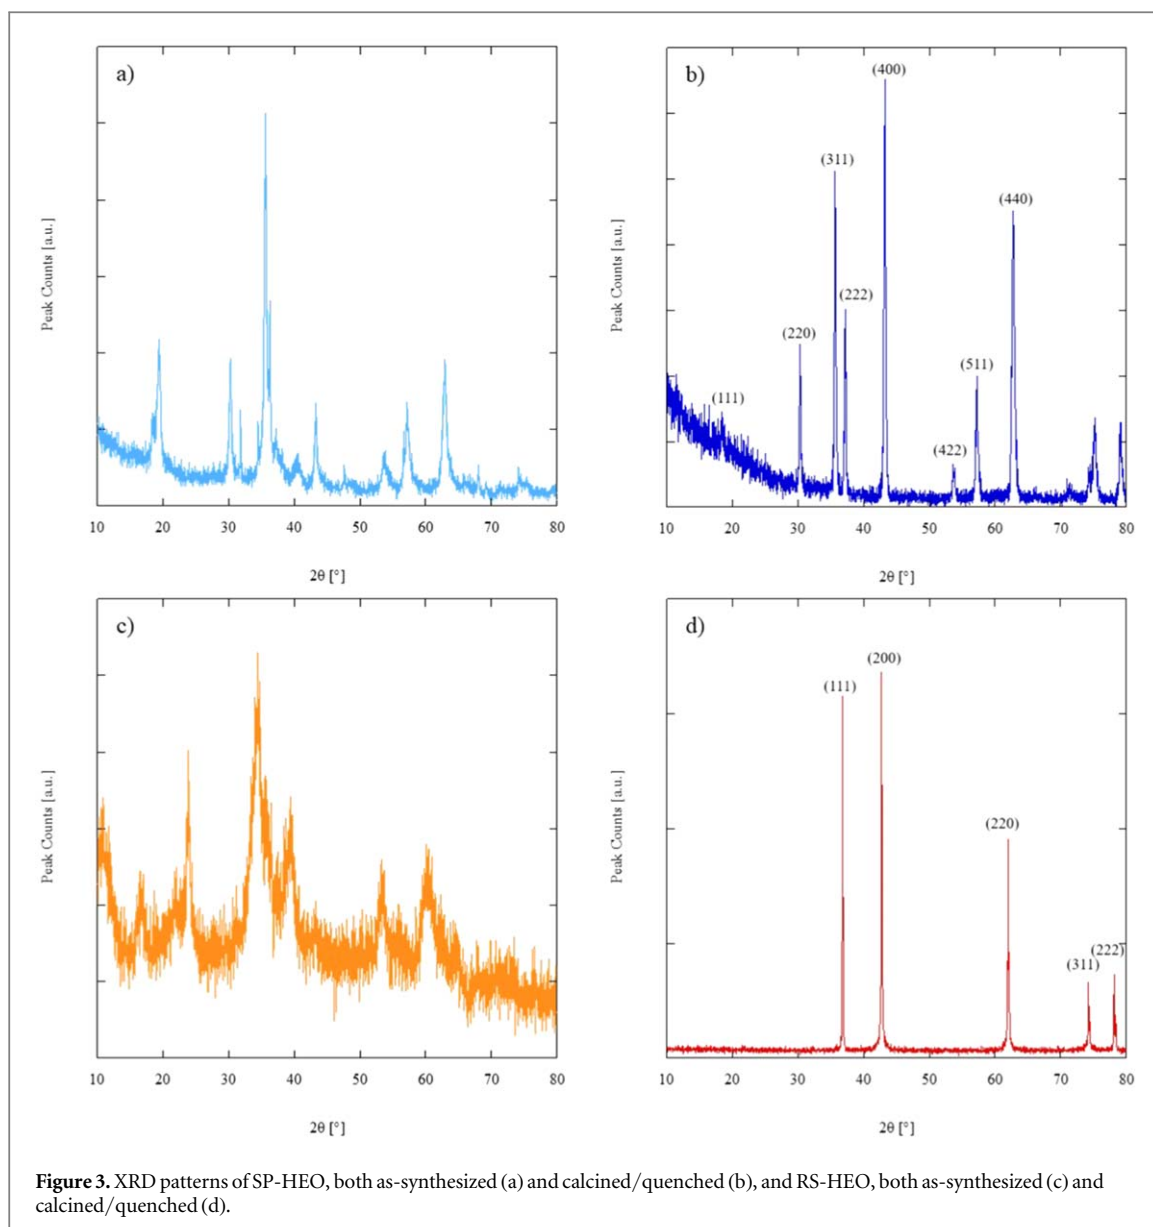 a)
Peak Counts [a.u.]
10 20 30 40 50 60 70 80
2θ [°]
b)
(400)
(311)
(440)
(222)
(220)
(511)
(111)
(422)
Peak Counts [a.u.]
10 20 30 40 50 60 70 80
2θ [°]
c)
Peak Counts [a.u.]
10 20 30 40 50 60 70 80
2θ [°]
d)
(200)
(111)
(220)
(222)
(311)
Peak Counts [a.u.]
10 20 30 40 50 60 70 80
2θ [°]
Figure 3. XRD patterns of SP-HEO, both as-synthesized (a) and calcined/quenched (b), and RS-HEO, both as-synthesized (c) and
calcined/quenched (d).